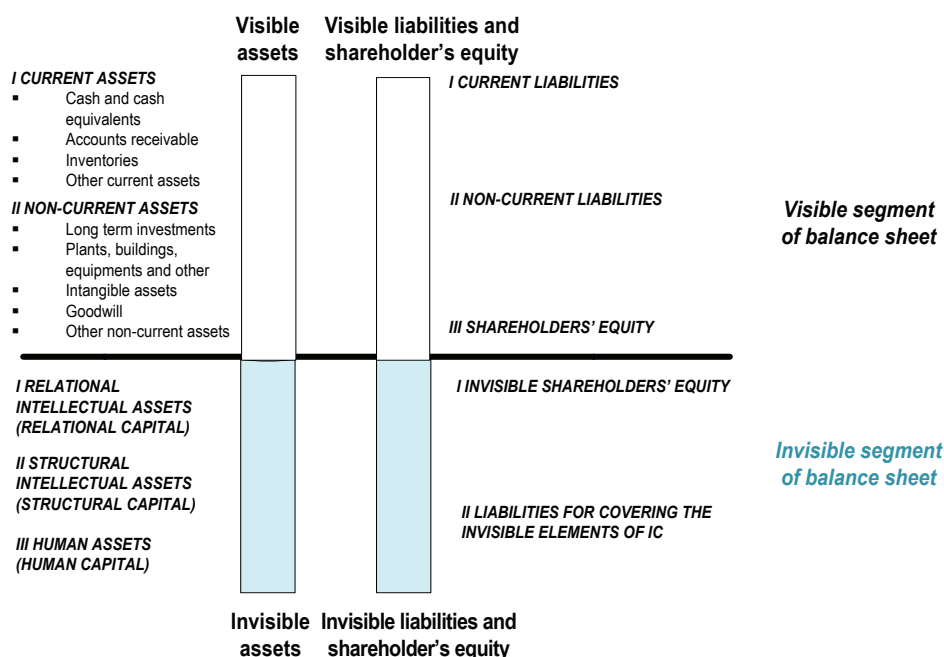 Visible assets
Visible liabilities and shareholder's equity
I CURRENT ASSETS
▪ Cash and cash
equivalents
▪ Accounts receivable
▪ Inventories
▪ Other current assets
II NON-CURRENT ASSETS
▪ Long term investments
▪ Plants, buildings,
equipments and other
▪ Intangible assets
▪ Goodwill
▪ Other non-current assets
I CURRENT LIABILITIES
II NON-CURRENT LIABILITIES
III SHAREHOLDERS' EQUITY
Visible segment
of balance sheet
I RELATIONAL
INTELLECTUAL ASSETS
(RELATIONAL CAPITAL)
II STRUCTURAL
INTELLECTUAL ASSETS
(STRUCTURAL CAPITAL)
III HUMAN ASSETS
(HUMAN CAPITAL)
I INVISIBLE SHAREHOLDERS' EQUITY
II LIABILITIES FOR COVERING THE
INVISIBLE ELEMENTS OF IC
Invisible segment
of balance sheet
Invisible
assets
Invisible liabilities and
shareholder's equity